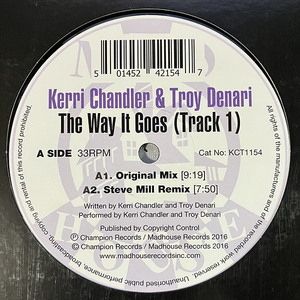 5 01452 42154 7
Kerri Chandler & Troy Denari
The Way It Goes (Track 1)
A SIDE 33RPM
Cat No: KCT1154
A1. Original Mix [9:19]
A2. Steve Mill Remix [7:50]
Written by Kerri Chandler and Troy Denari
Performed by Kerri Chandler and Troy Denari
Published by Copyright Control
℗ Champion Records / Madhouse Records 2016
© Champion Records / Madhouse Records 2016
www.madhouserecordsinc.com
All rights of the manufacturers and of the
Unauthorised public performance, broadcasting, copying and rental of this record prohibited.